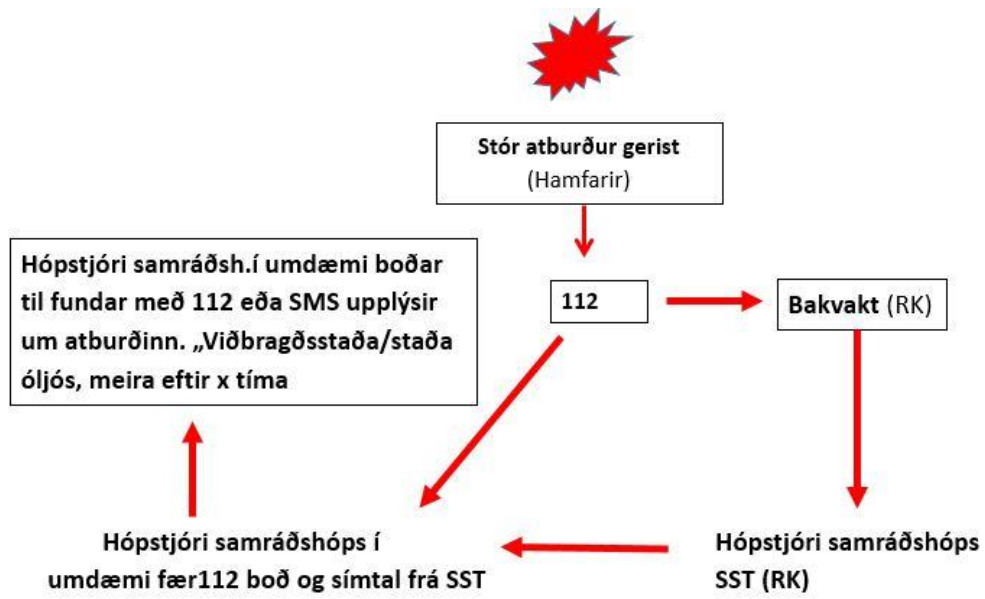 Stór atburður gerist
(Hamfarir)
Hópstjóri samráðsh.í umdæmi boðar
til fundar með 112 eða SMS upplýsir
um atburðinn. „Viðbragðsstaða/staða
óljós, meira eftir x tíma
112
Bakvakt (RK)
Hópstjóri samráðshóps í
umdæmi fær112 boð og símtal frá SST
Hópstjóri samráðshóps
SST (RK)